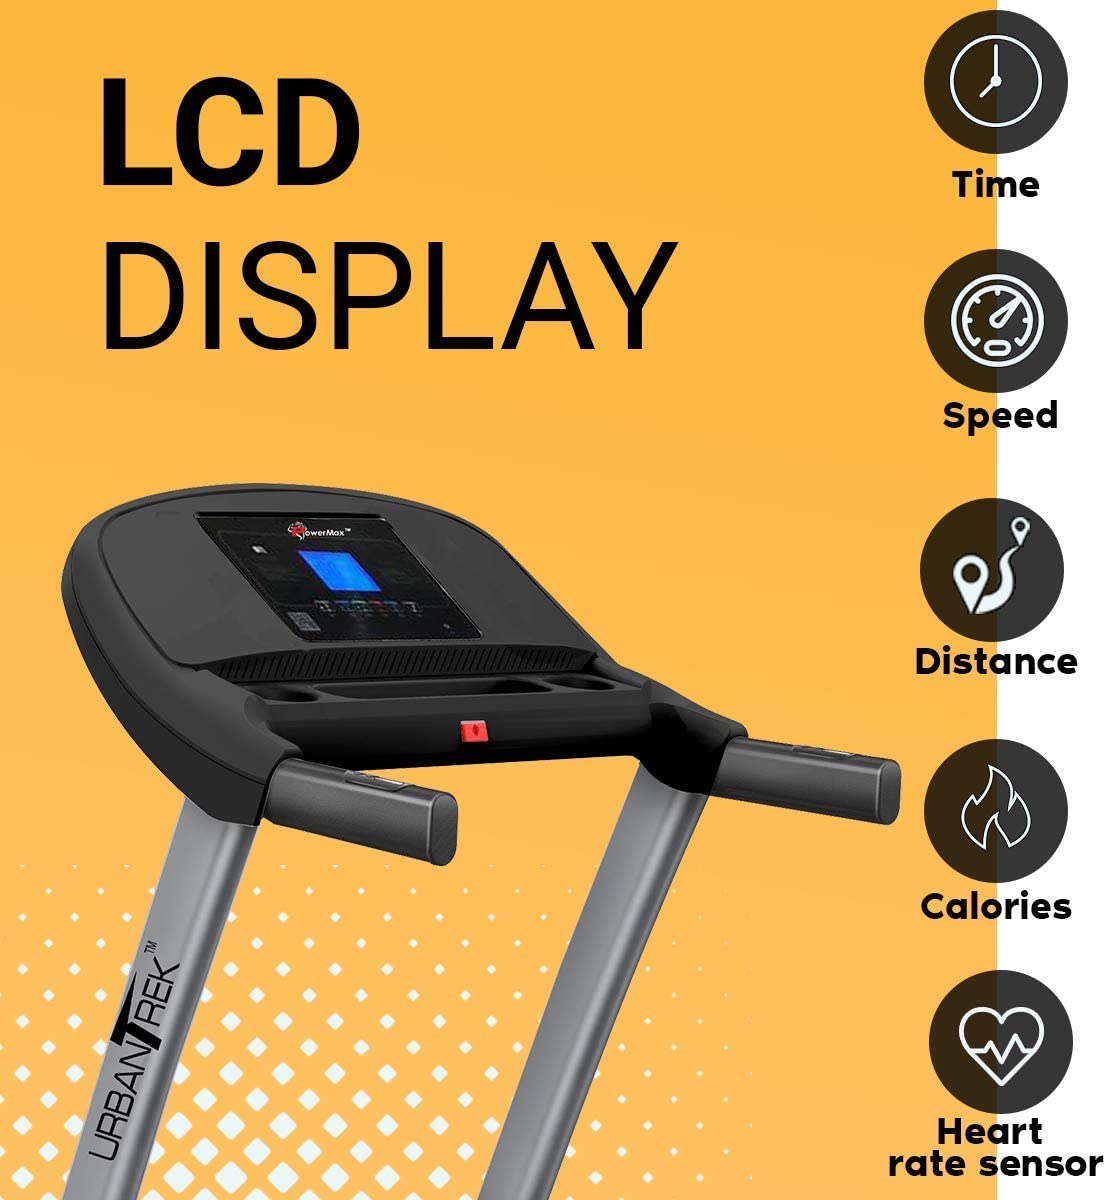 LCD
DISPLAY
Time
Speed
Distance
Calories
Heart
rate sensor
PowerMax™
URBANTREK™